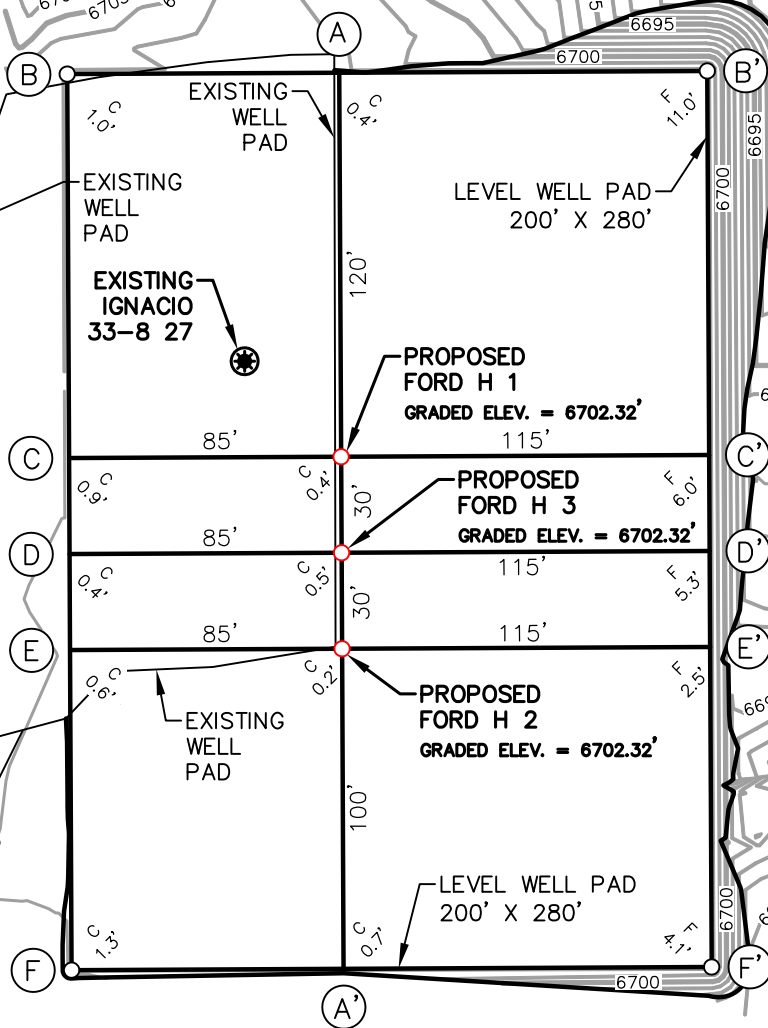 6695
6700
A
B
B'
EXISTING
WELL
PAD
C
1.0'
C
0.4'
F
11.0'
6695
6700
EXISTING
WELL
PAD
LEVEL WELL PAD
200' X 280'
120'
EXISTING
IGNACIO
33-8 27
PROPOSED
FORD H 1
GRADED ELEV. = 6702.32'
C
85'
115'
C'
C
0.9'
C
0.4'
30'
PROPOSED
FORD H 3
GRADED ELEV. = 6702.32'
F
6.0'
D
85'
115'
D'
C
0.4'
C
0.5'
30'
F
5.3'
E
85'
115'
E'
C
0.6'
C
0.2'
F
2.5'
PROPOSED
FORD H 2
GRADED ELEV. = 6702.32'
EXISTING
WELL
PAD
100'
LEVEL WELL PAD
200' X 280'
C
1.3'
C
0.7'
F
4.1'
6700
F
F'
6700
A'